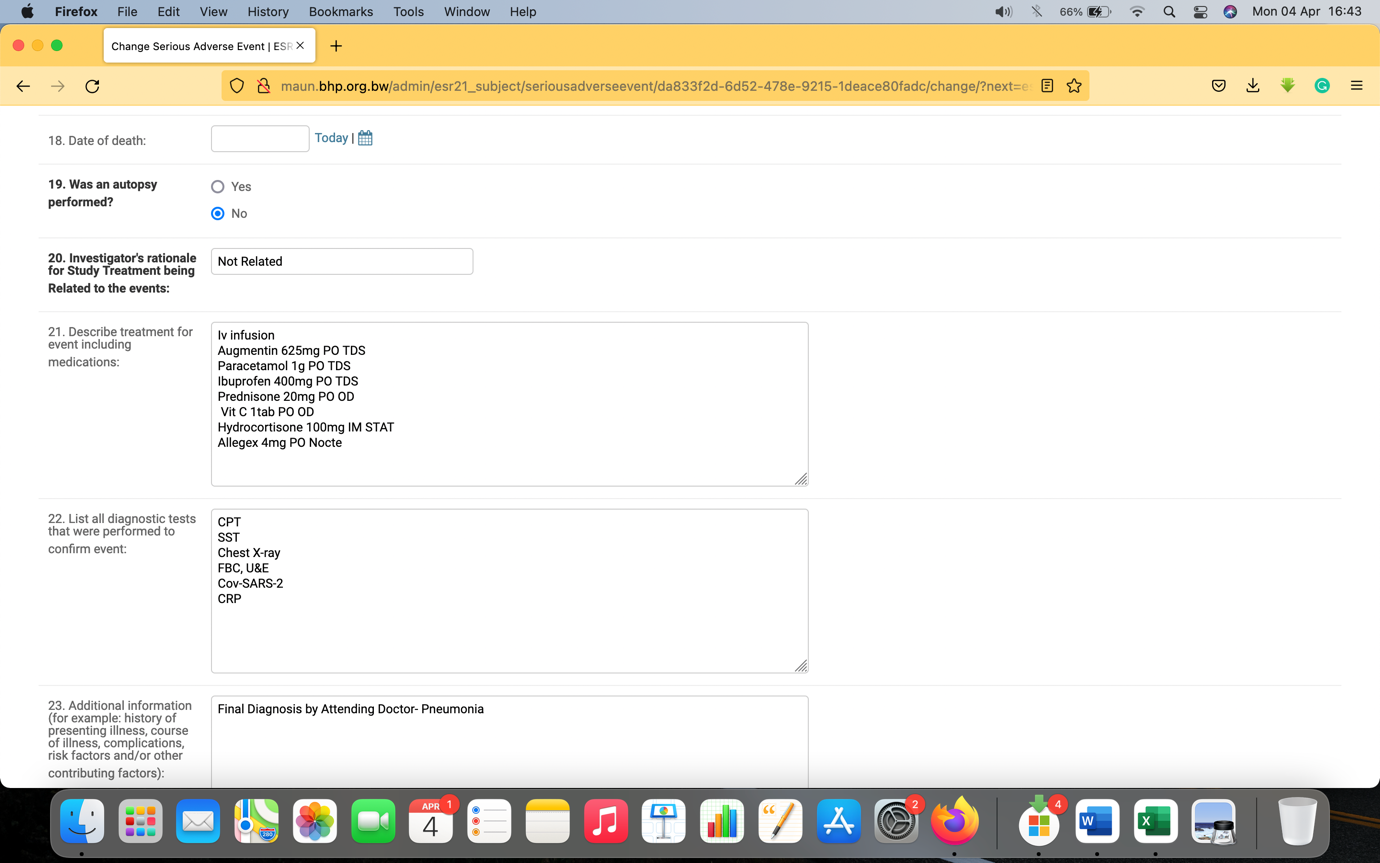 Firefox File Edit View History Bookmarks Tools Window Help 66% Mon 04 Apr 16:43
Change Serious Adverse Event | ESR
maun.bhp.org.bw/admin/esr21_subject/seriousadverseevent/da833f2d-6d52-478e-9215-1deace80fadc/change/?next=e
18. Date of death:
Today |
19. Was an autopsy
performed?
Yes
No
20. Investigator's rationale
for Study Treatment being
Related to the events:
Not Related
21. Describe treatment for
event including
medications:
Iv infusion
Augmentin 625mg PO TDS
Paracetamol 1g PO TDS
Ibuprofen 400mg PO TDS
Prednisone 20mg PO OD
Vit C 1tab PO OD
Hydrocortisone 100mg IM STAT
Allegex 4mg PO Nocte
22. List all diagnostic tests
that were performed to
confirm event:
CPT
SST
Chest X-ray
FBC, U&E
Cov-SARS-2
CRP
23. Additional information
(for example: history of
presenting illness, course
of illness, complications,
risk factors and/or other
contributing factors):
Final Diagnosis by Attending Doctor- Pneumonia
280
APR 1
4
2
4
W
X